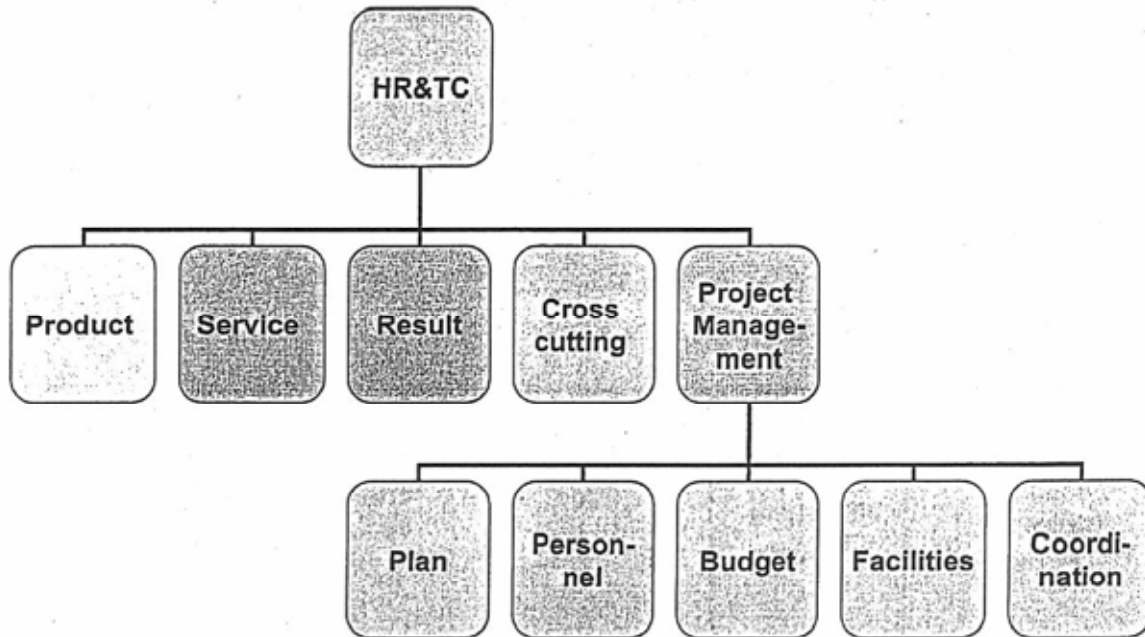 HR&TC
Product
Service
Result
Cross
cutting
Project
Manage-
ment
Plan
Person-
nel
Budget
Facilities
Coordi-
nation